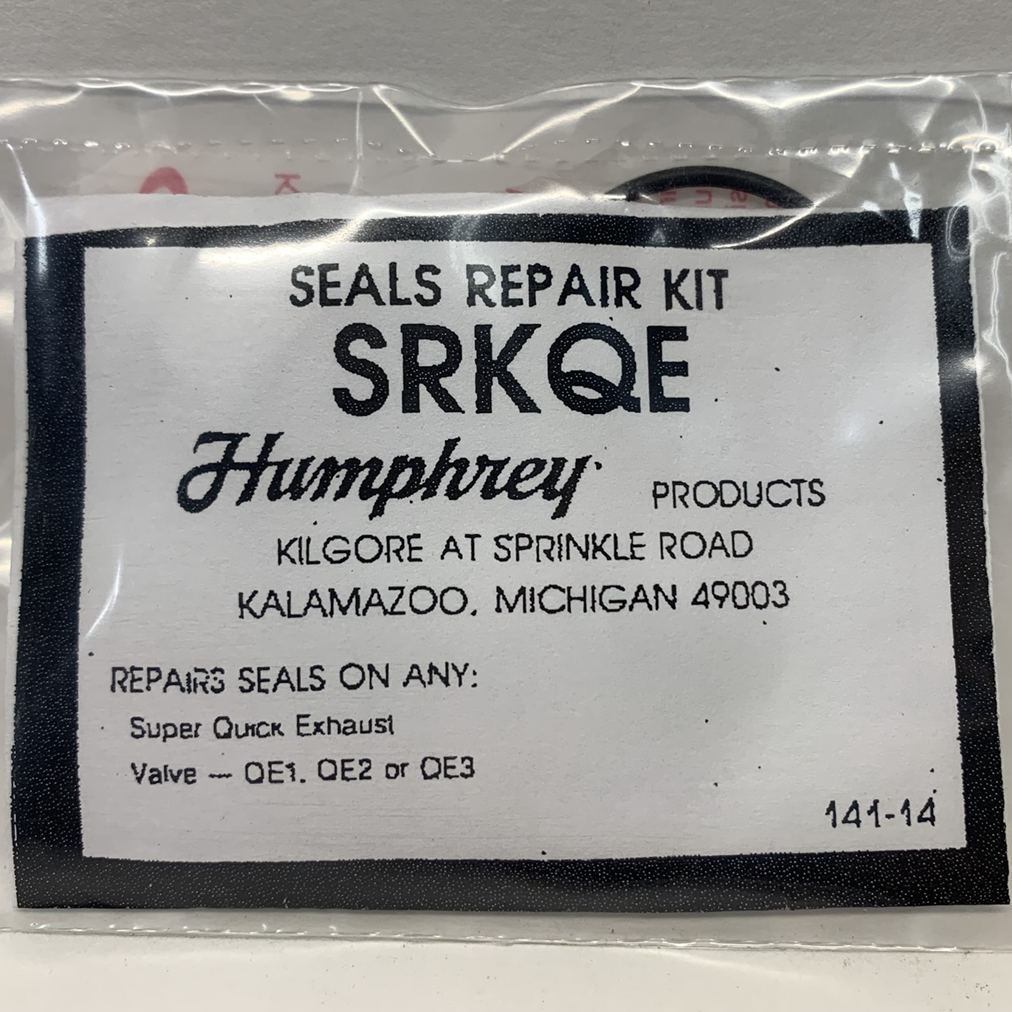 SEALS REPAIR KIT
SRKQE
Humphrey PRODUCTS
KILGORE AT SPRINKLE ROAD
KALAMAZOO, MICHIGAN 49003
REPAIRS SEALS ON ANY:
Super Quick Exhaust
Valve — QE1, QE2 or QE3
141-14